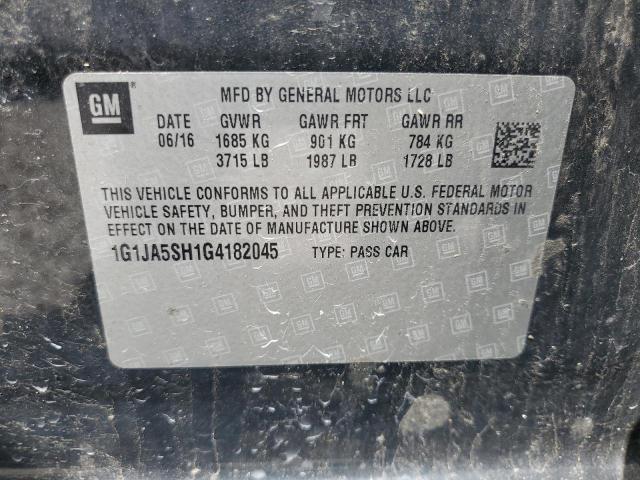 GM
MFD BY GENERAL MOTORS LLC
DATE GVWR GAWR FRT GAWR RR
06/16 1685 KG 901 KG 784 KG
3715 LB 1987 LB 1728 LB
THIS VEHICLE CONFORMS TO ALL APPLICABLE U.S. FEDERAL MOTOR
VEHICLE SAFETY, BUMPER, AND THEFT PREVENTION STANDARDS IN
EFFECT ON THE DATE OF MANUFACTURE SHOWN ABOVE.
1G1JA5SH1G4182045 TYPE: PASS CAR